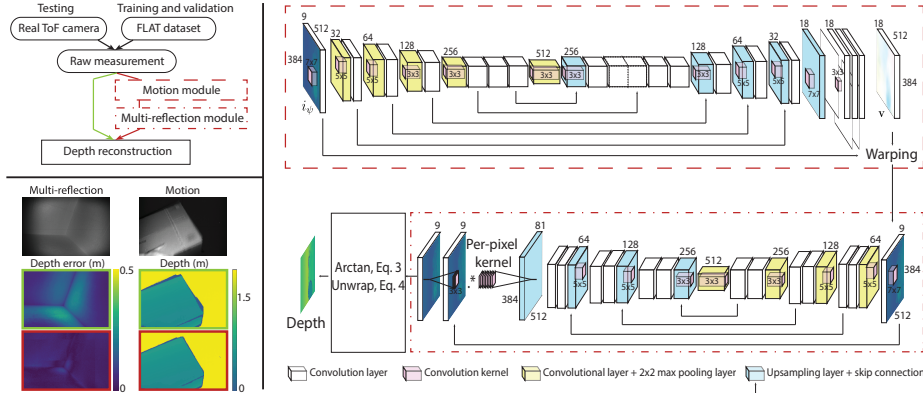 Testing
Training and validation
Real ToF camera
FLAT dataset
Raw measurement
Motion module
Multi-reflection module
Depth reconstruction
Multi-reflection
Motion
Depth error (m)
0.5
Depth (m)
1.5
0
0
9
512
384
7x7
i_ψ
32
5x5
64
5x5
128
3x3
256
3x3
512
3x3
256
3x3
128
3x3
64
5x5
32
5x5
18
7x7
18
3x3
18
512
384
v
Warping
Depth
Arctan, Eq. 3
Unwrap, Eq. 4
9
9
3x3
*
Per-pixel
kernel
81
384
512
64
5x5
128
5x5
256
3x3
512
3x3
256
3x3
128
5x5
64
5x5
9
384
7x7
512
Convolution layer
Convolution kernel
Convolutional layer + 2x2 max pooling layer
Upsampling layer + skip connection